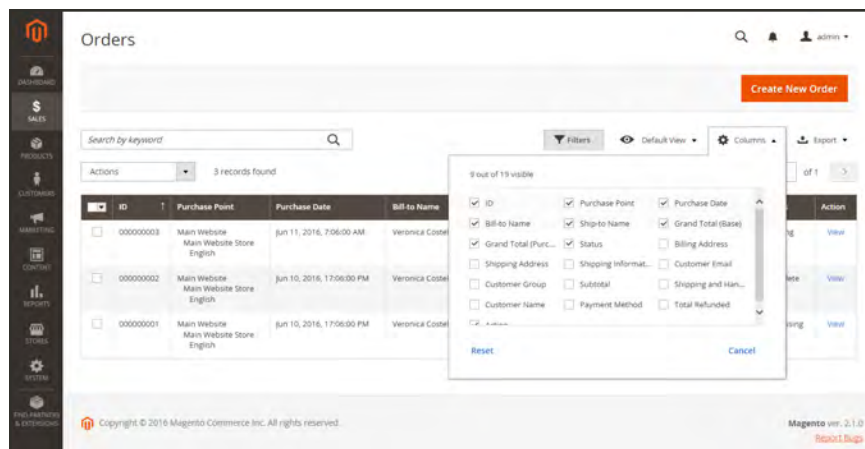 Orders
admin
DASHBOARD
Create New Order
$
SALES
Search by keyword
Filters
Default View
Columns
Export
PRODUCTS
Actions
3 records found
9 out of 19 visible
of 1
CUSTOMERS
ID
Purchase Point
Purchase Date
Bill-to Name
Action
ID
Purchase Point
Purchase Date
Bill-to Name
Ship-to Name
Grand Total (Base)
Grand Total (Purc...
Status
Billing Address
Shipping Address
Shipping Informat...
Customer Email
Customer Group
Subtotal
Shipping and Han...
Customer Name
Payment Method
Total Refunded
Action
Reset
Cancel
MARKETING
000000003
Main Website
Main Website Store
English
Jun 11, 2016, 7:06:00 AM
Veronica Costel
View
CONTENT
000000002
Main Website
Main Website Store
English
Jun 10, 2016, 17:06:00 PM
Veronica Costel
lete
View
REPORTS
000000001
Main Website
Main Website Store
English
Jun 10, 2016, 17:06:00 PM
Veronica Costel
View
STORES
SYSTEM
FIND PARTNERS
& EXTENSIONS
Copyright © 2016 Magento Commerce Inc. All rights reserved.
Magento ver. 2.1.0
Report Bugs